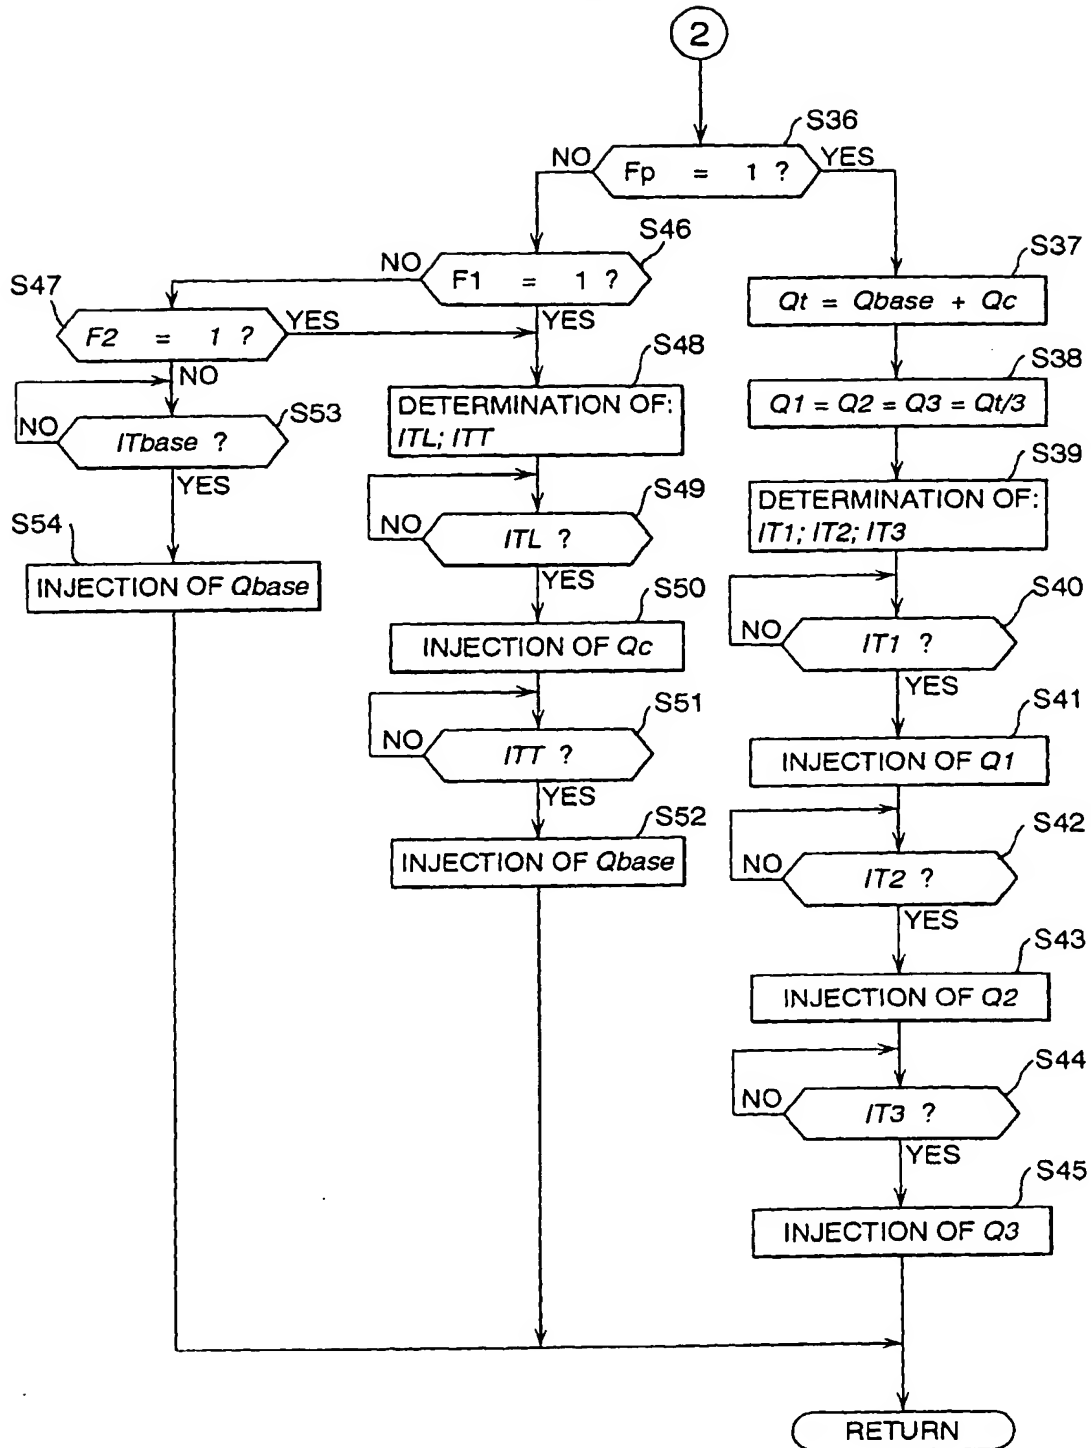 2
S36
NO
Fp = 1 ?
YES
S46
NO
F1 = 1 ?
YES
S37
Qt = Qbase + Qc
S47
F2 = 1 ?
YES
NO
S48
DETERMINATION OF:
ITL; ITT
S38
Q1 = Q2 = Q3 = Qt/3
S53
NO
ITbase ?
YES
S39
DETERMINATION OF:
IT1; IT2; IT3
S49
NO
ITL ?
YES
S54
INJECTION OF Qbase
S40
NO
IT1 ?
YES
S50
INJECTION OF Qc
S41
INJECTION OF Q1
S51
NO
ITT ?
YES
S42
NO
IT2 ?
YES
S52
INJECTION OF Qbase
S43
INJECTION OF Q2
S44
NO
IT3 ?
YES
S45
INJECTION OF Q3
RETURN